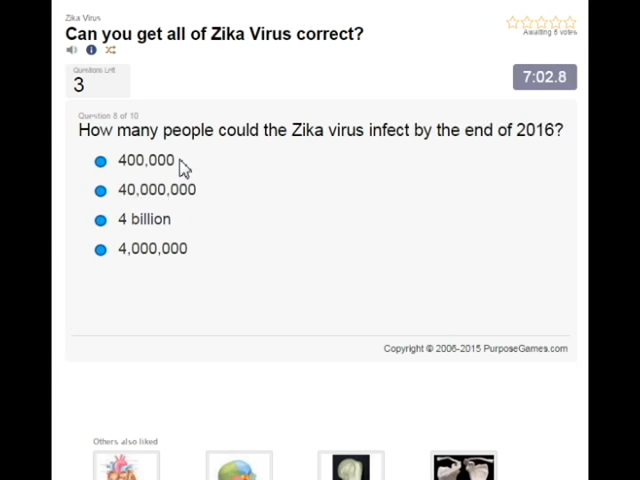 Zika Virus
Can you get all of Zika Virus correct?
Awaiting 8 votes
Questions Left
3
7:02.8
Question 8 of 10
How many people could the Zika virus infect by the end of 2016?
400,000
40,000,000
4 billion
4,000,000
Copyright © 2006-2015 PurposeGames.com
Others also liked